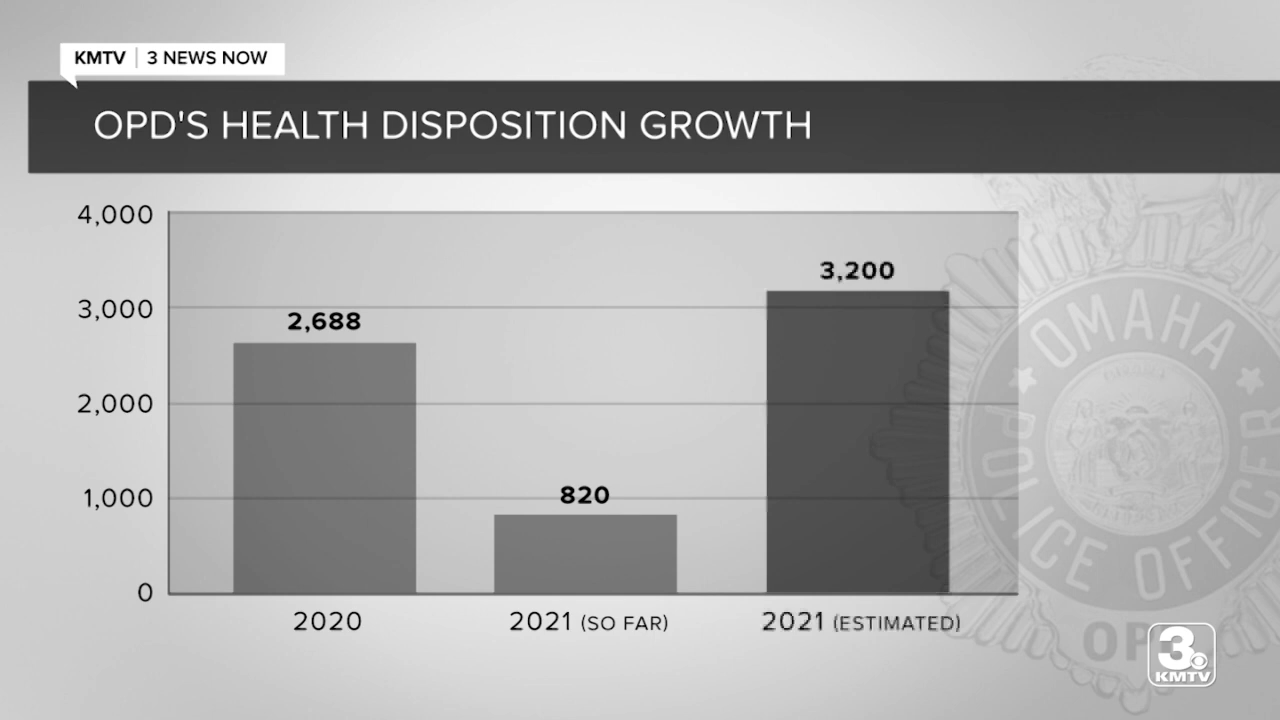 KMTV | 3 NEWS NOW
OPD'S HEALTH DISPOSITION GROWTH
4,000
3,000
2,000
1,000
0
2,688
820
3,200
2020
2021 (SO FAR)
2021 (ESTIMATED)
OMAHA
POLICE OFFICER
OP
3
KMTV